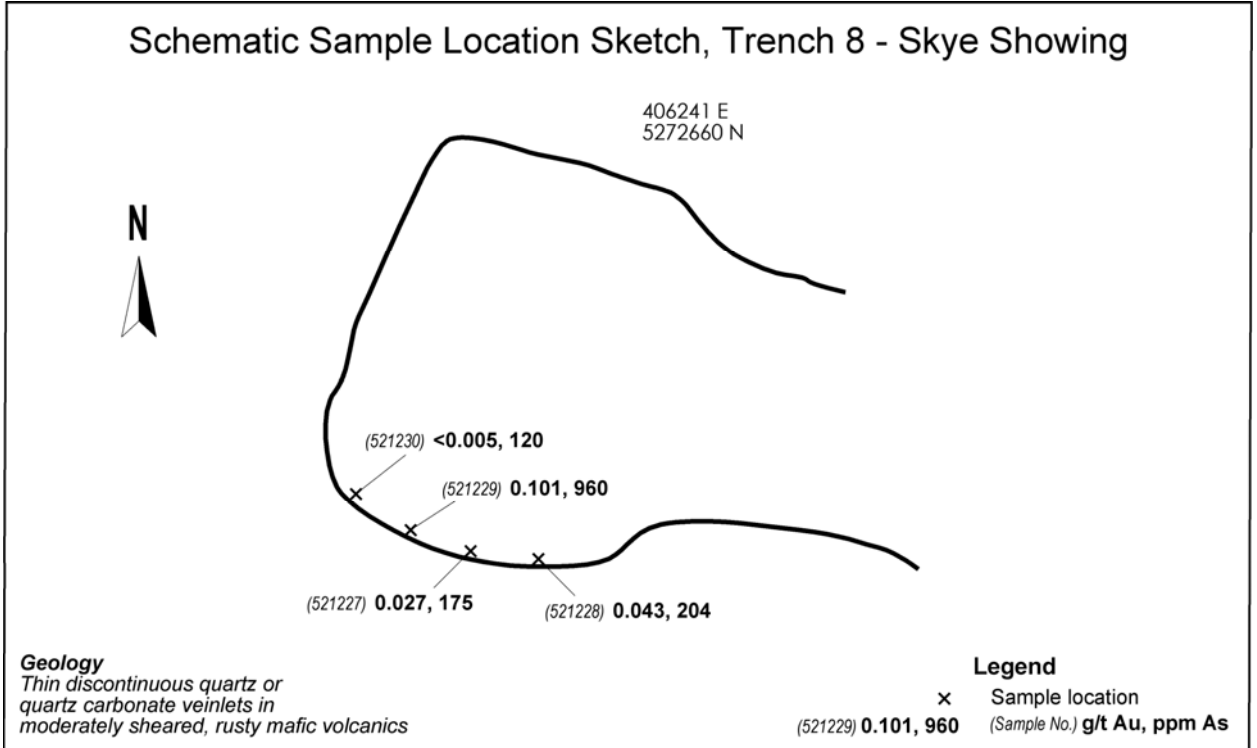 Schematic Sample Location Sketch, Trench 8 - Skye Showing
406241 E
5272660 N
N
(521230) <0.005, 120
(521229) 0.101, 960
(521227) 0.027, 175
(521228) 0.043, 204
Geology
Thin discontinuous quartz or
quartz carbonate veinlets in
moderately sheared, rusty mafic volcanics
Legend
× Sample location
(521229) 0.101, 960 (Sample No.) g/t Au, ppm As